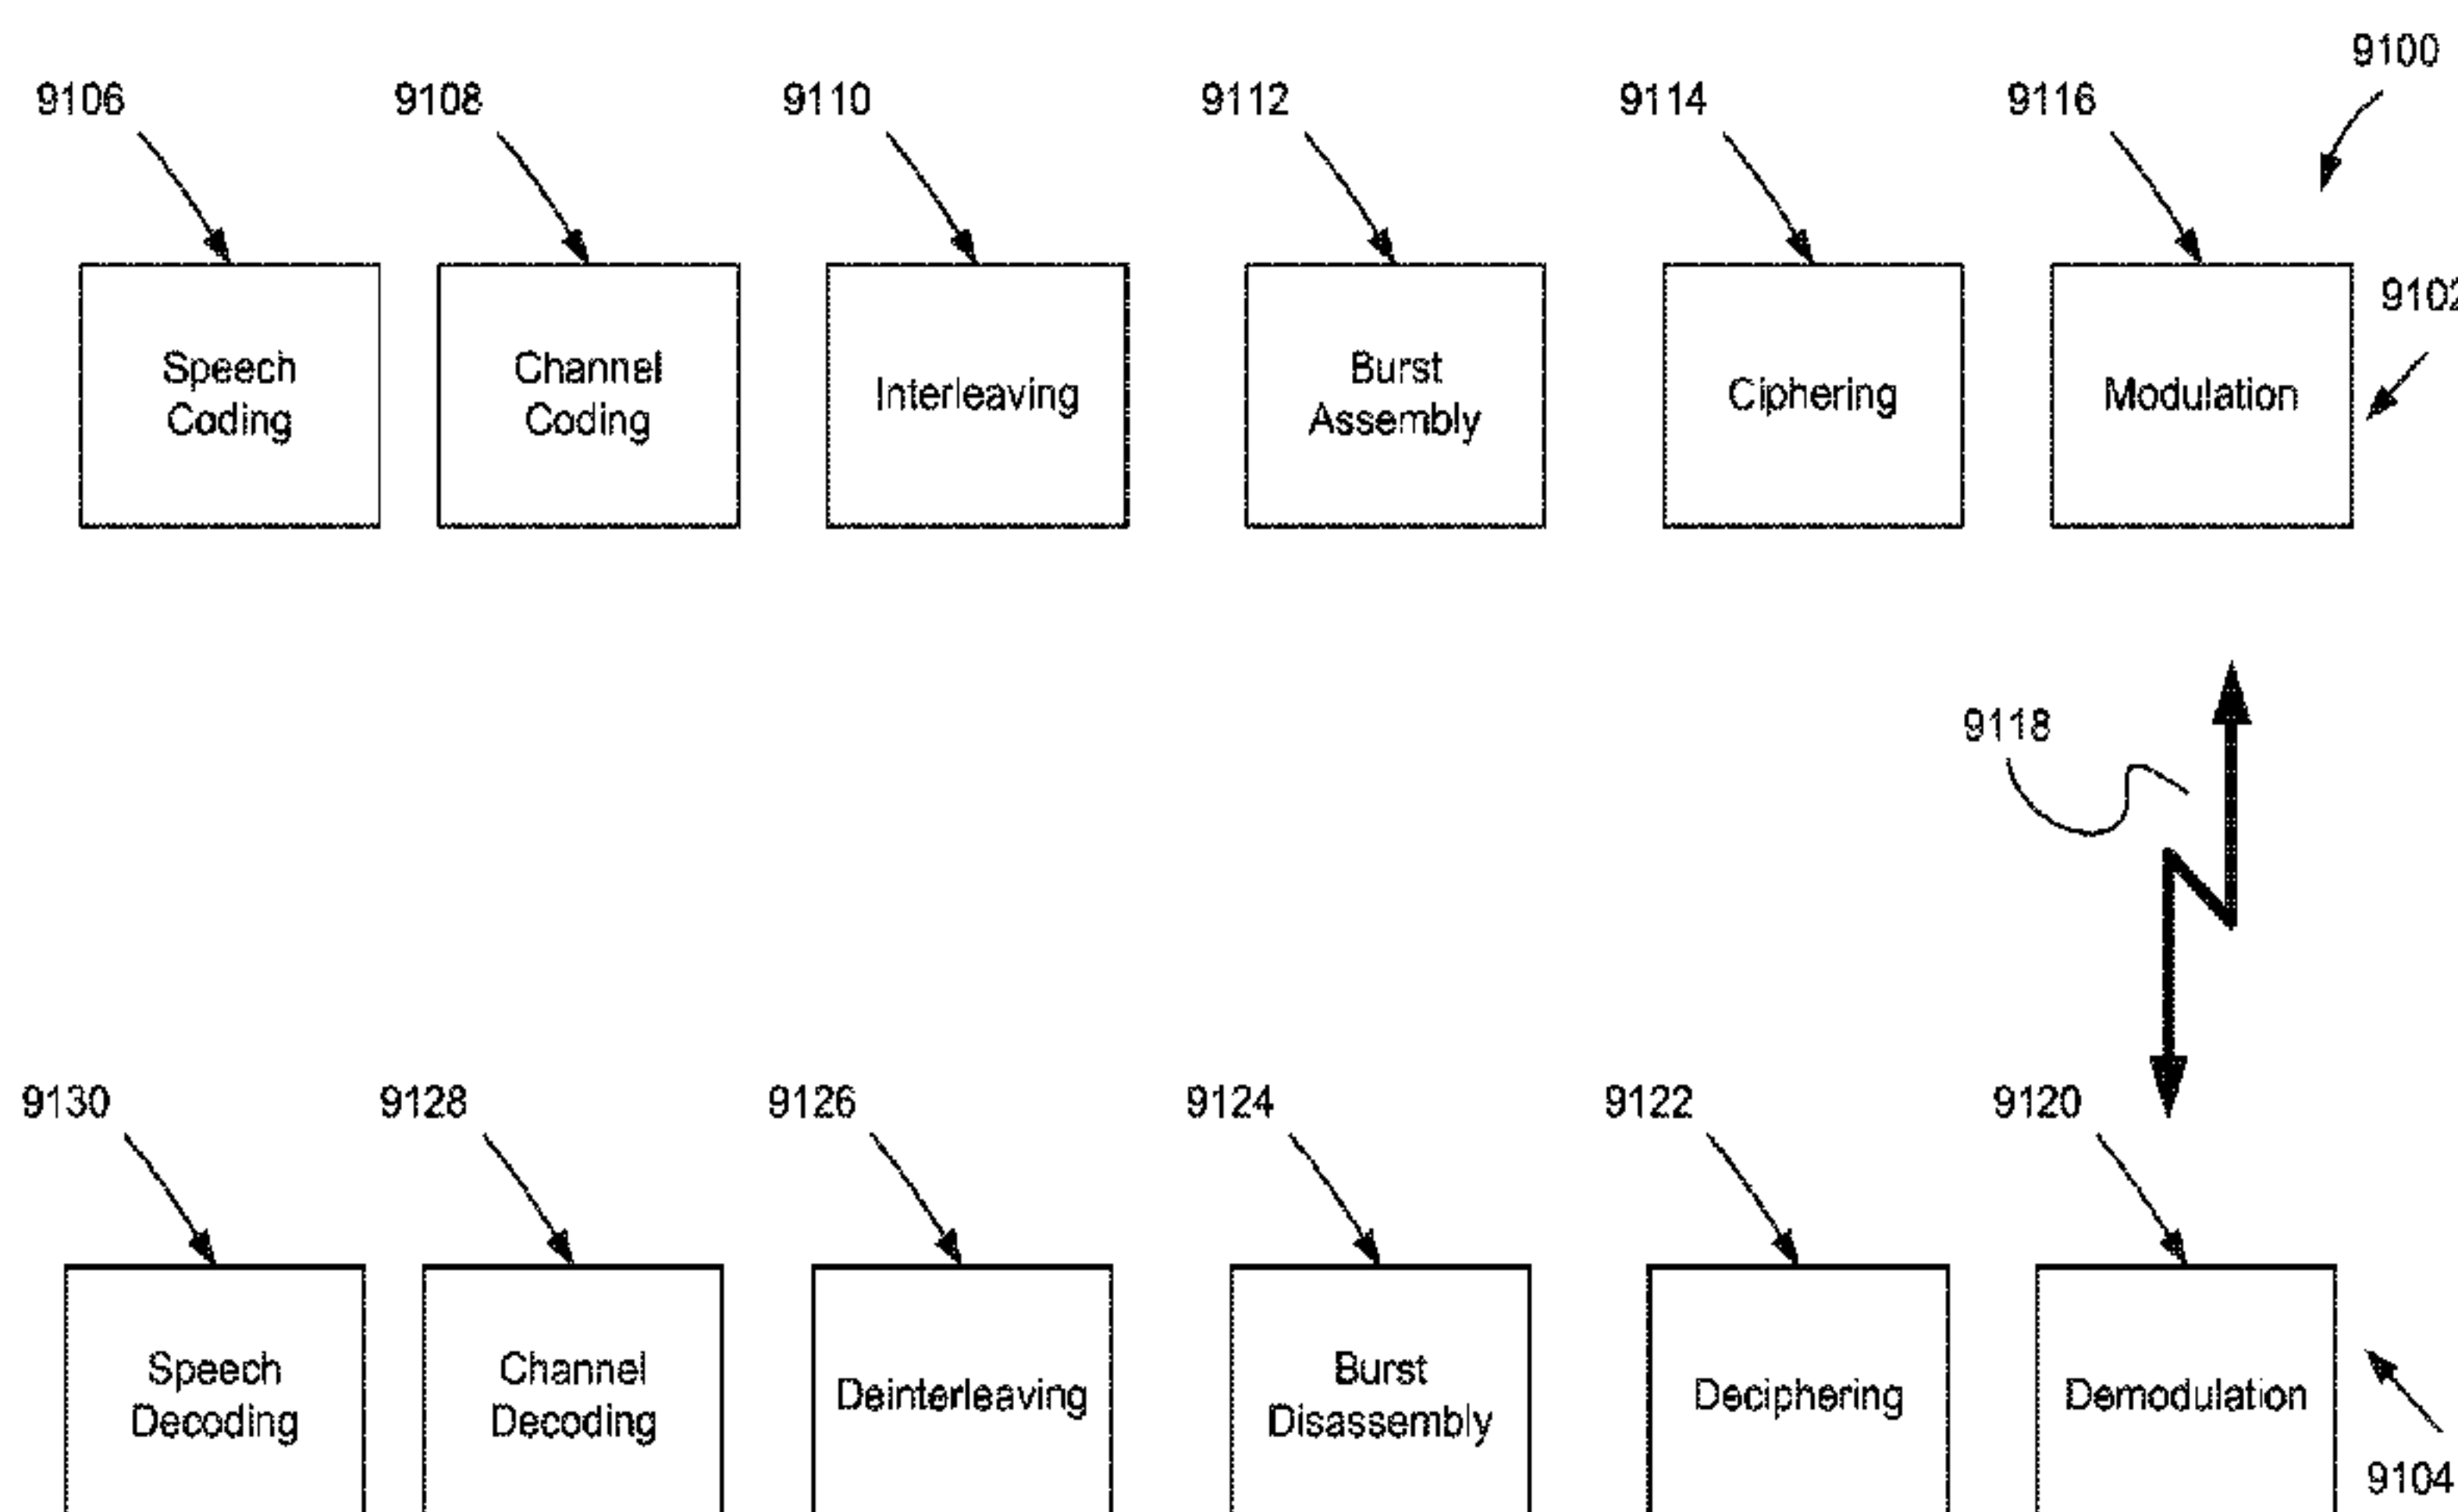 9100
9106
9108
9110
9112
9114
9116
9102
Speech
Coding
Channel
Coding
Interleaving
Burst
Assembly
Ciphering
Modulation
9118
9130
9128
9126
9124
9122
9120
Speech
Decoding
Channel
Decoding
Deinterleaving
Burst
Disassembly
Deciphering
Demodulation
9104